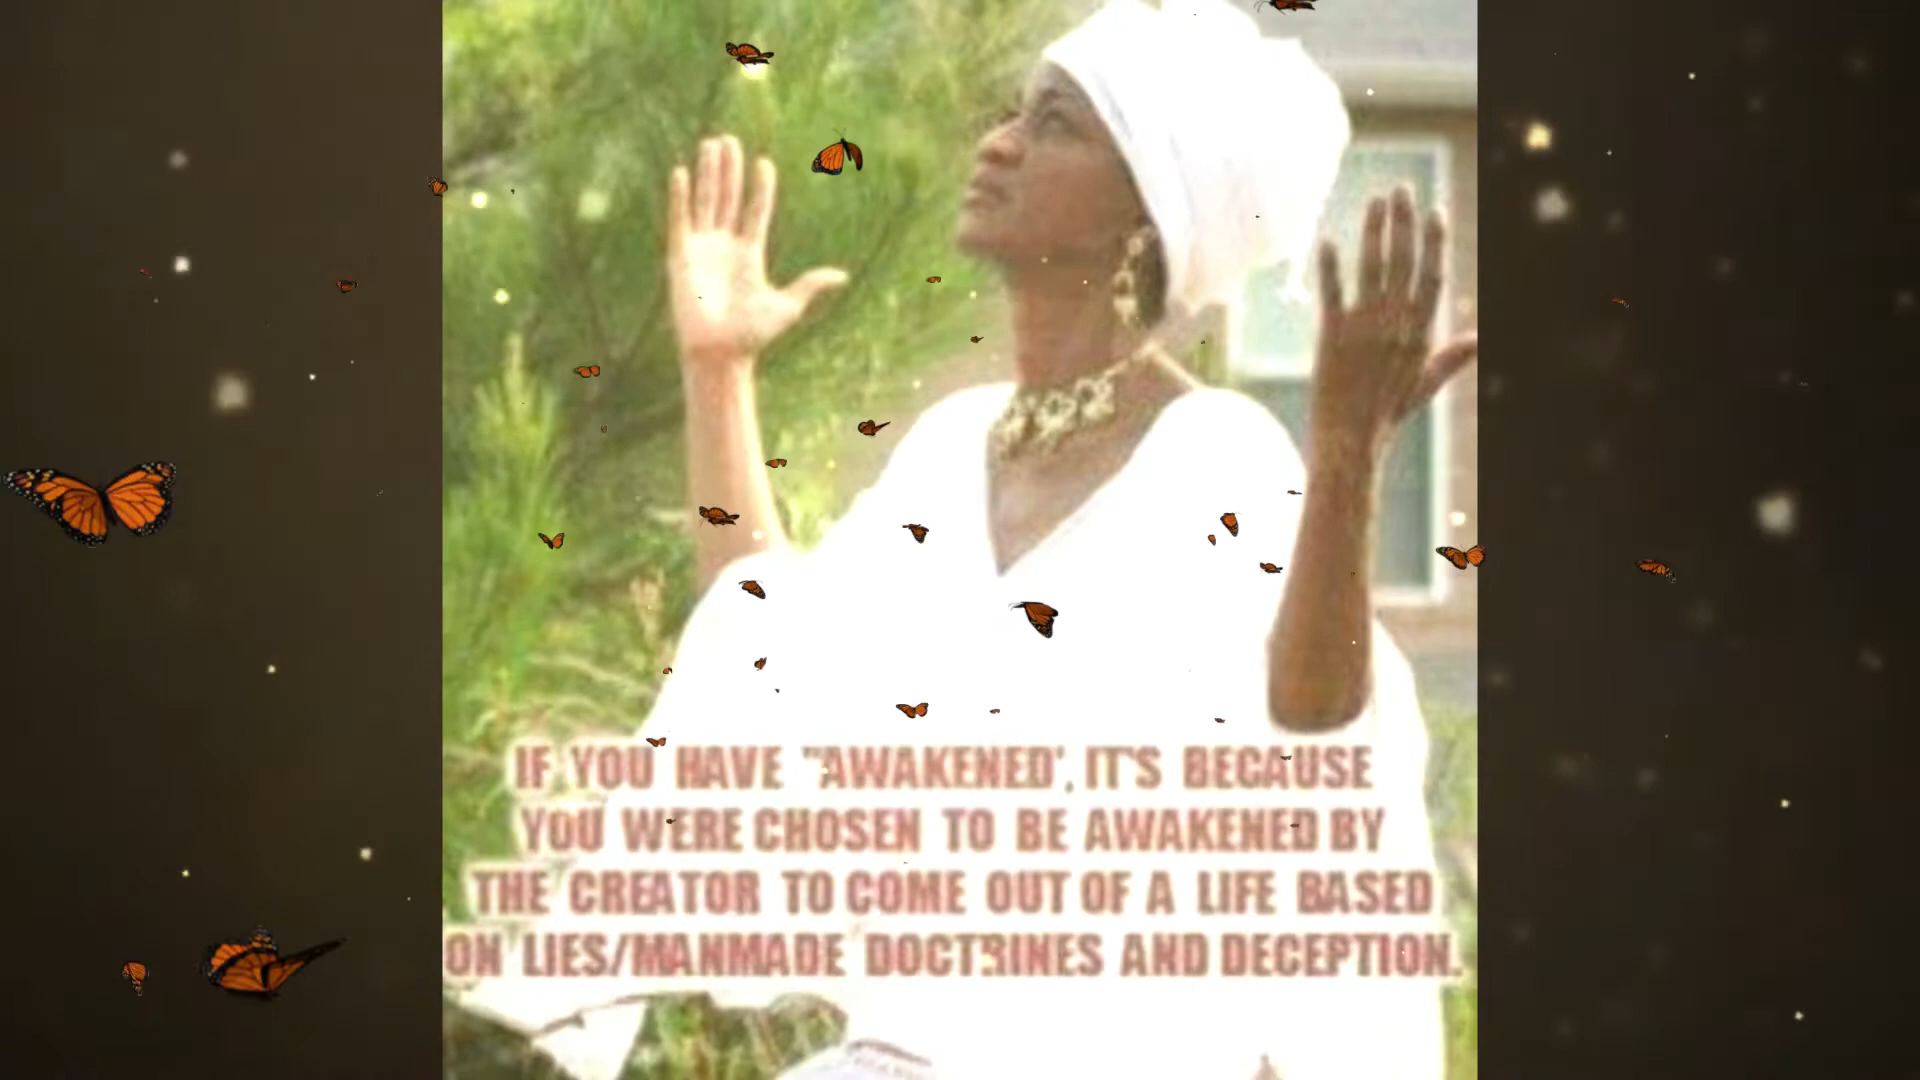 IF YOU HAVE "AWAKENED', IT'S BECAUSE
YOU WERE CHOSEN TO BE AWAKENED BY
THE CREATOR TO COME OUT OF A LIFE BASED
ON LIES/MANMADE DOCTRINES AND DECEPTION.